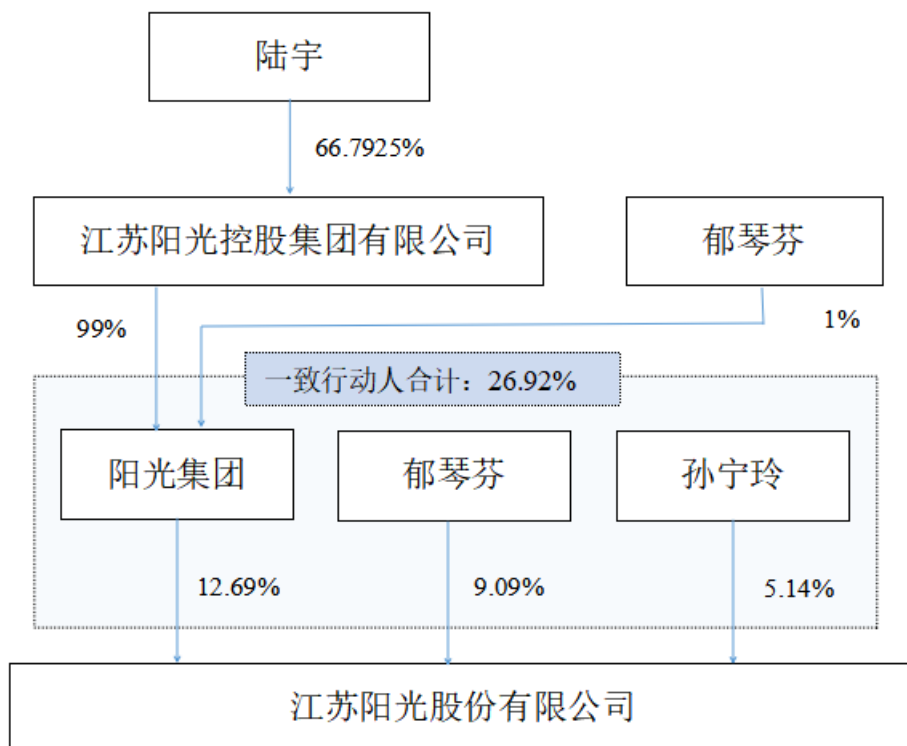 陆宇
66.7925%
江苏阳光控股集团有限公司
郁琴芬
99%
1%
一致行动人合计：26.92%
阳光集团
郁琴芬
孙宁玲
12.69%
9.09%
5.14%
江苏阳光股份有限公司